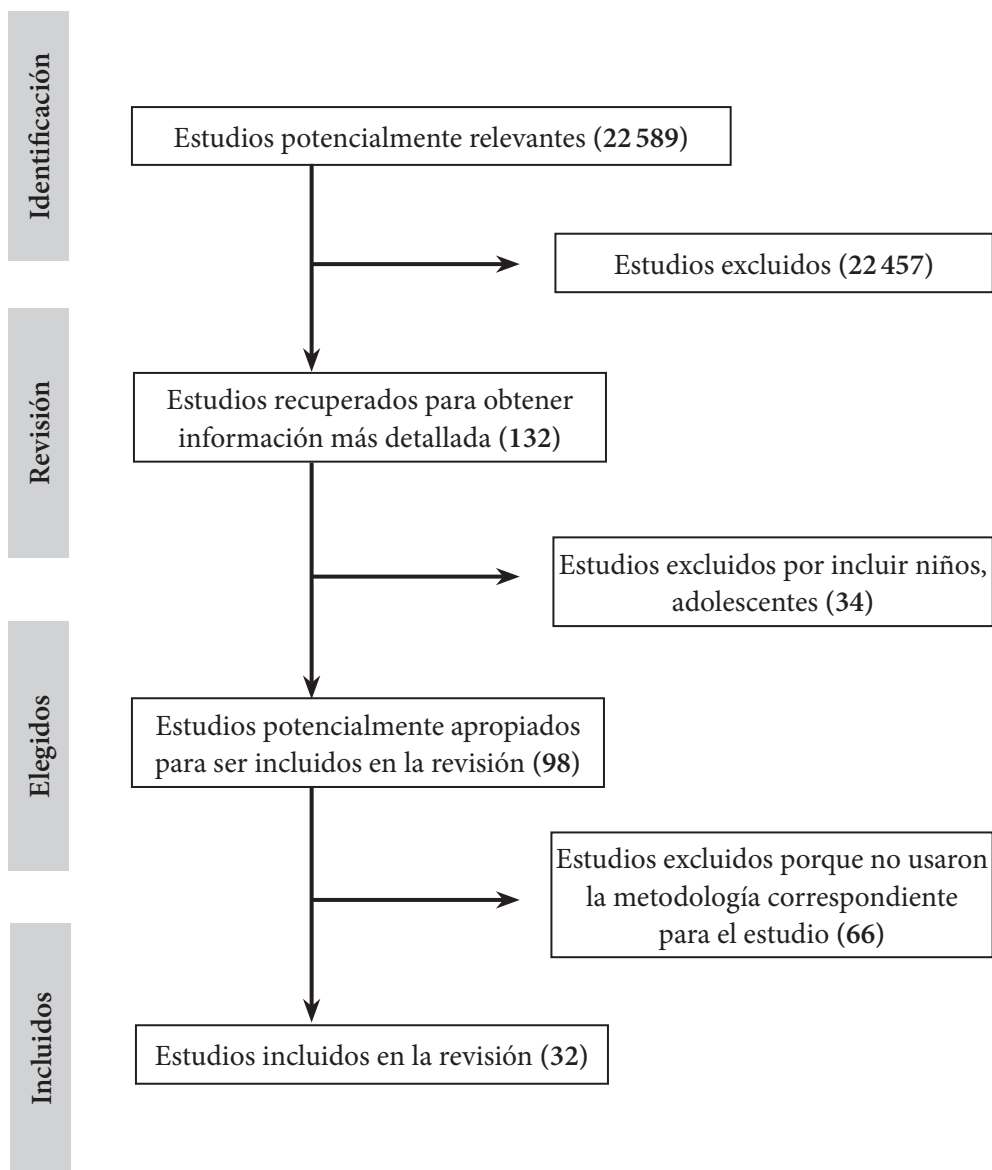 Identificación
Estudios potencialmente relevantes (22 589)
Estudios excluidos (22 457)
Revisión
Estudios recuperados para obtener
información más detallada (132)
Estudios excluidos por incluir niños,
adolescentes (34)
Elegidos
Estudios potencialmente apropiados
para ser incluidos en la revisión (98)
Estudios excluidos porque no usaron
la metodología correspondiente
para el estudio (66)
Incluidos
Estudios incluidos en la revisión (32)